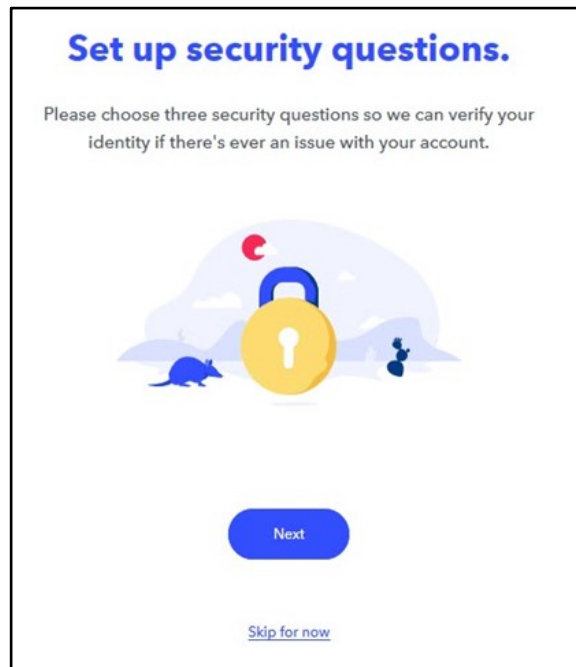 Set up security questions.
Please choose three security questions so we can verify your
identity if there's ever an issue with your account.
Next
Skip for now